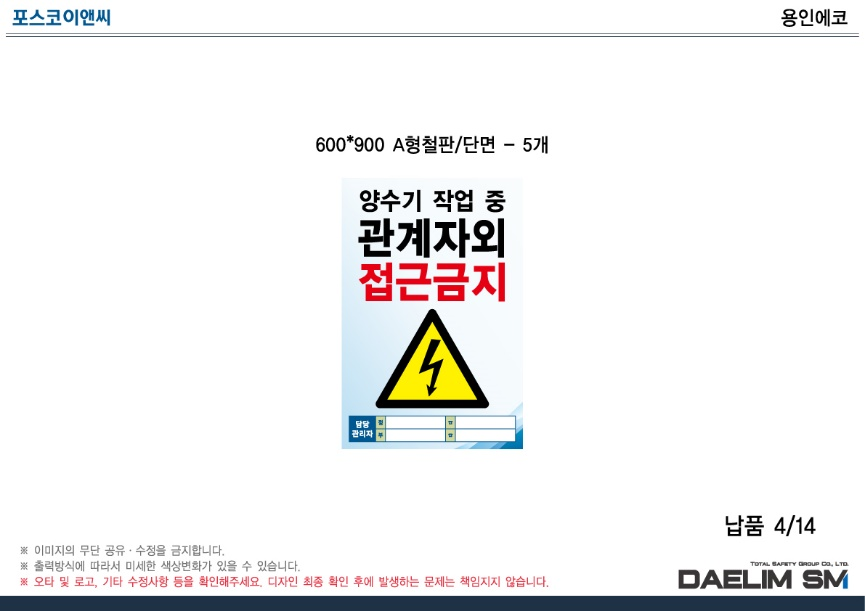 포스코이앤씨
용인에코
600*900 A형철판/단면 - 5개
양수기 작업 중
관계자외
접근금지
담당
관리자
정
부
☎
☎
납품 4/14
※ 이미지의 무단 공유·수정을 금지합니다.
※ 출력방식에 따라서 미세한 색상변화가 있을 수 있습니다.
※ 오타 및 로고, 기타 수정사항 등을 확인해주세요. 디자인 최종 확인 후에 발생하는 문제는 책임지지 않습니다.
TOTAL SAFETY GROUP CO., LTD.
DAELIM SM